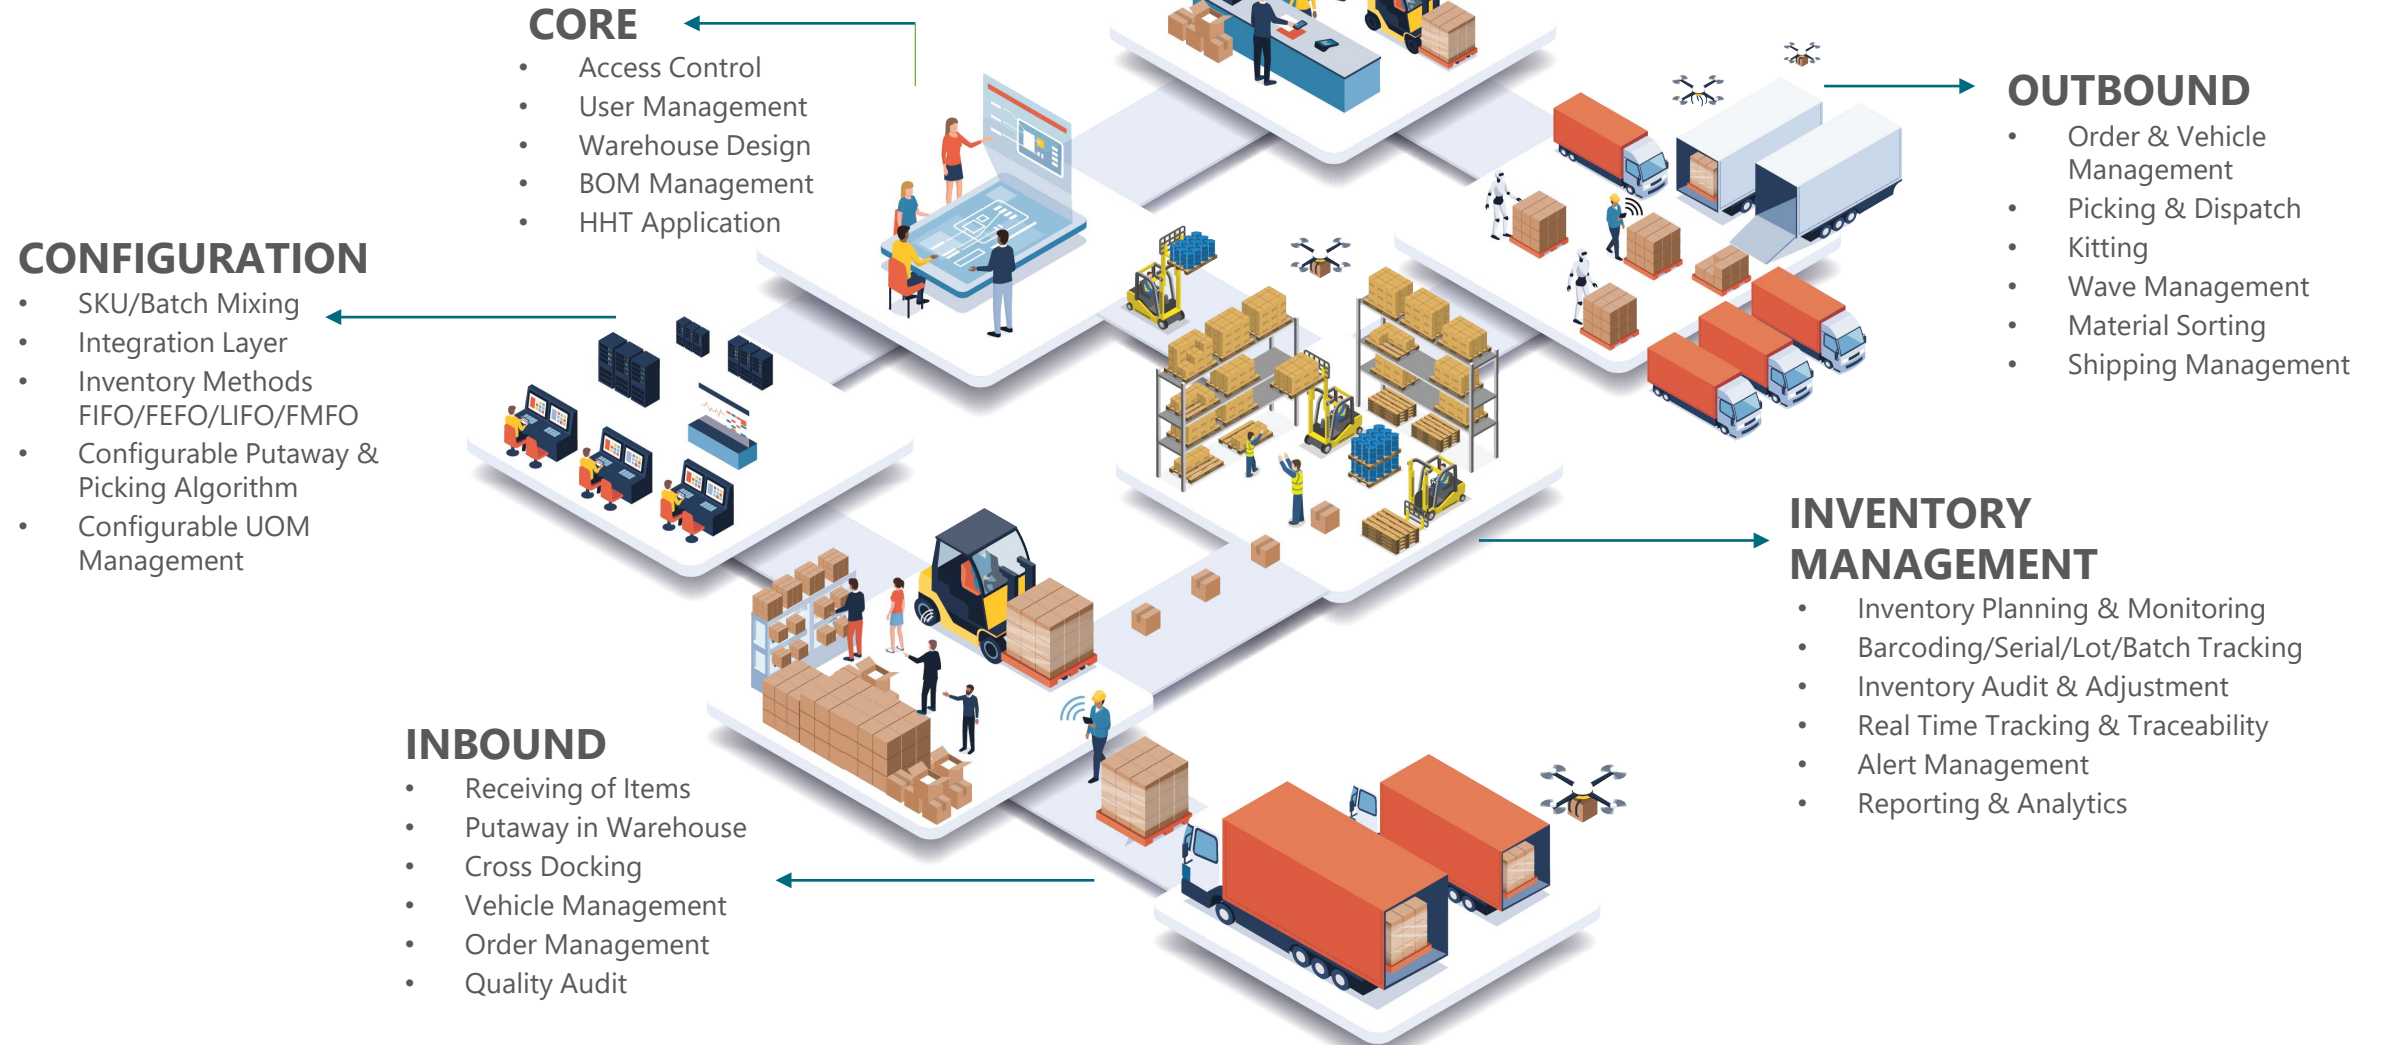 CORE
• Access Control
• User Management
• Warehouse Design
• BOM Management
• HHT Application
CONFIGURATION
• SKU/Batch Mixing
• Integration Layer
• Inventory Methods
FIFO/FEFO/LIFO/FMFO
• Configurable Putaway &
Picking Algorithm
• Configurable UOM
Management
INBOUND
• Receiving of Items
• Putaway in Warehouse
• Cross Docking
• Vehicle Management
• Order Management
• Quality Audit
OUTBOUND
• Order & Vehicle
Management
• Picking & Dispatch
• Kitting
• Wave Management
• Material Sorting
• Shipping Management
INVENTORY
MANAGEMENT
• Inventory Planning & Monitoring
• Barcoding/Serial/Lot/Batch Tracking
• Inventory Audit & Adjustment
• Real Time Tracking & Traceability
• Alert Management
• Reporting & Analytics